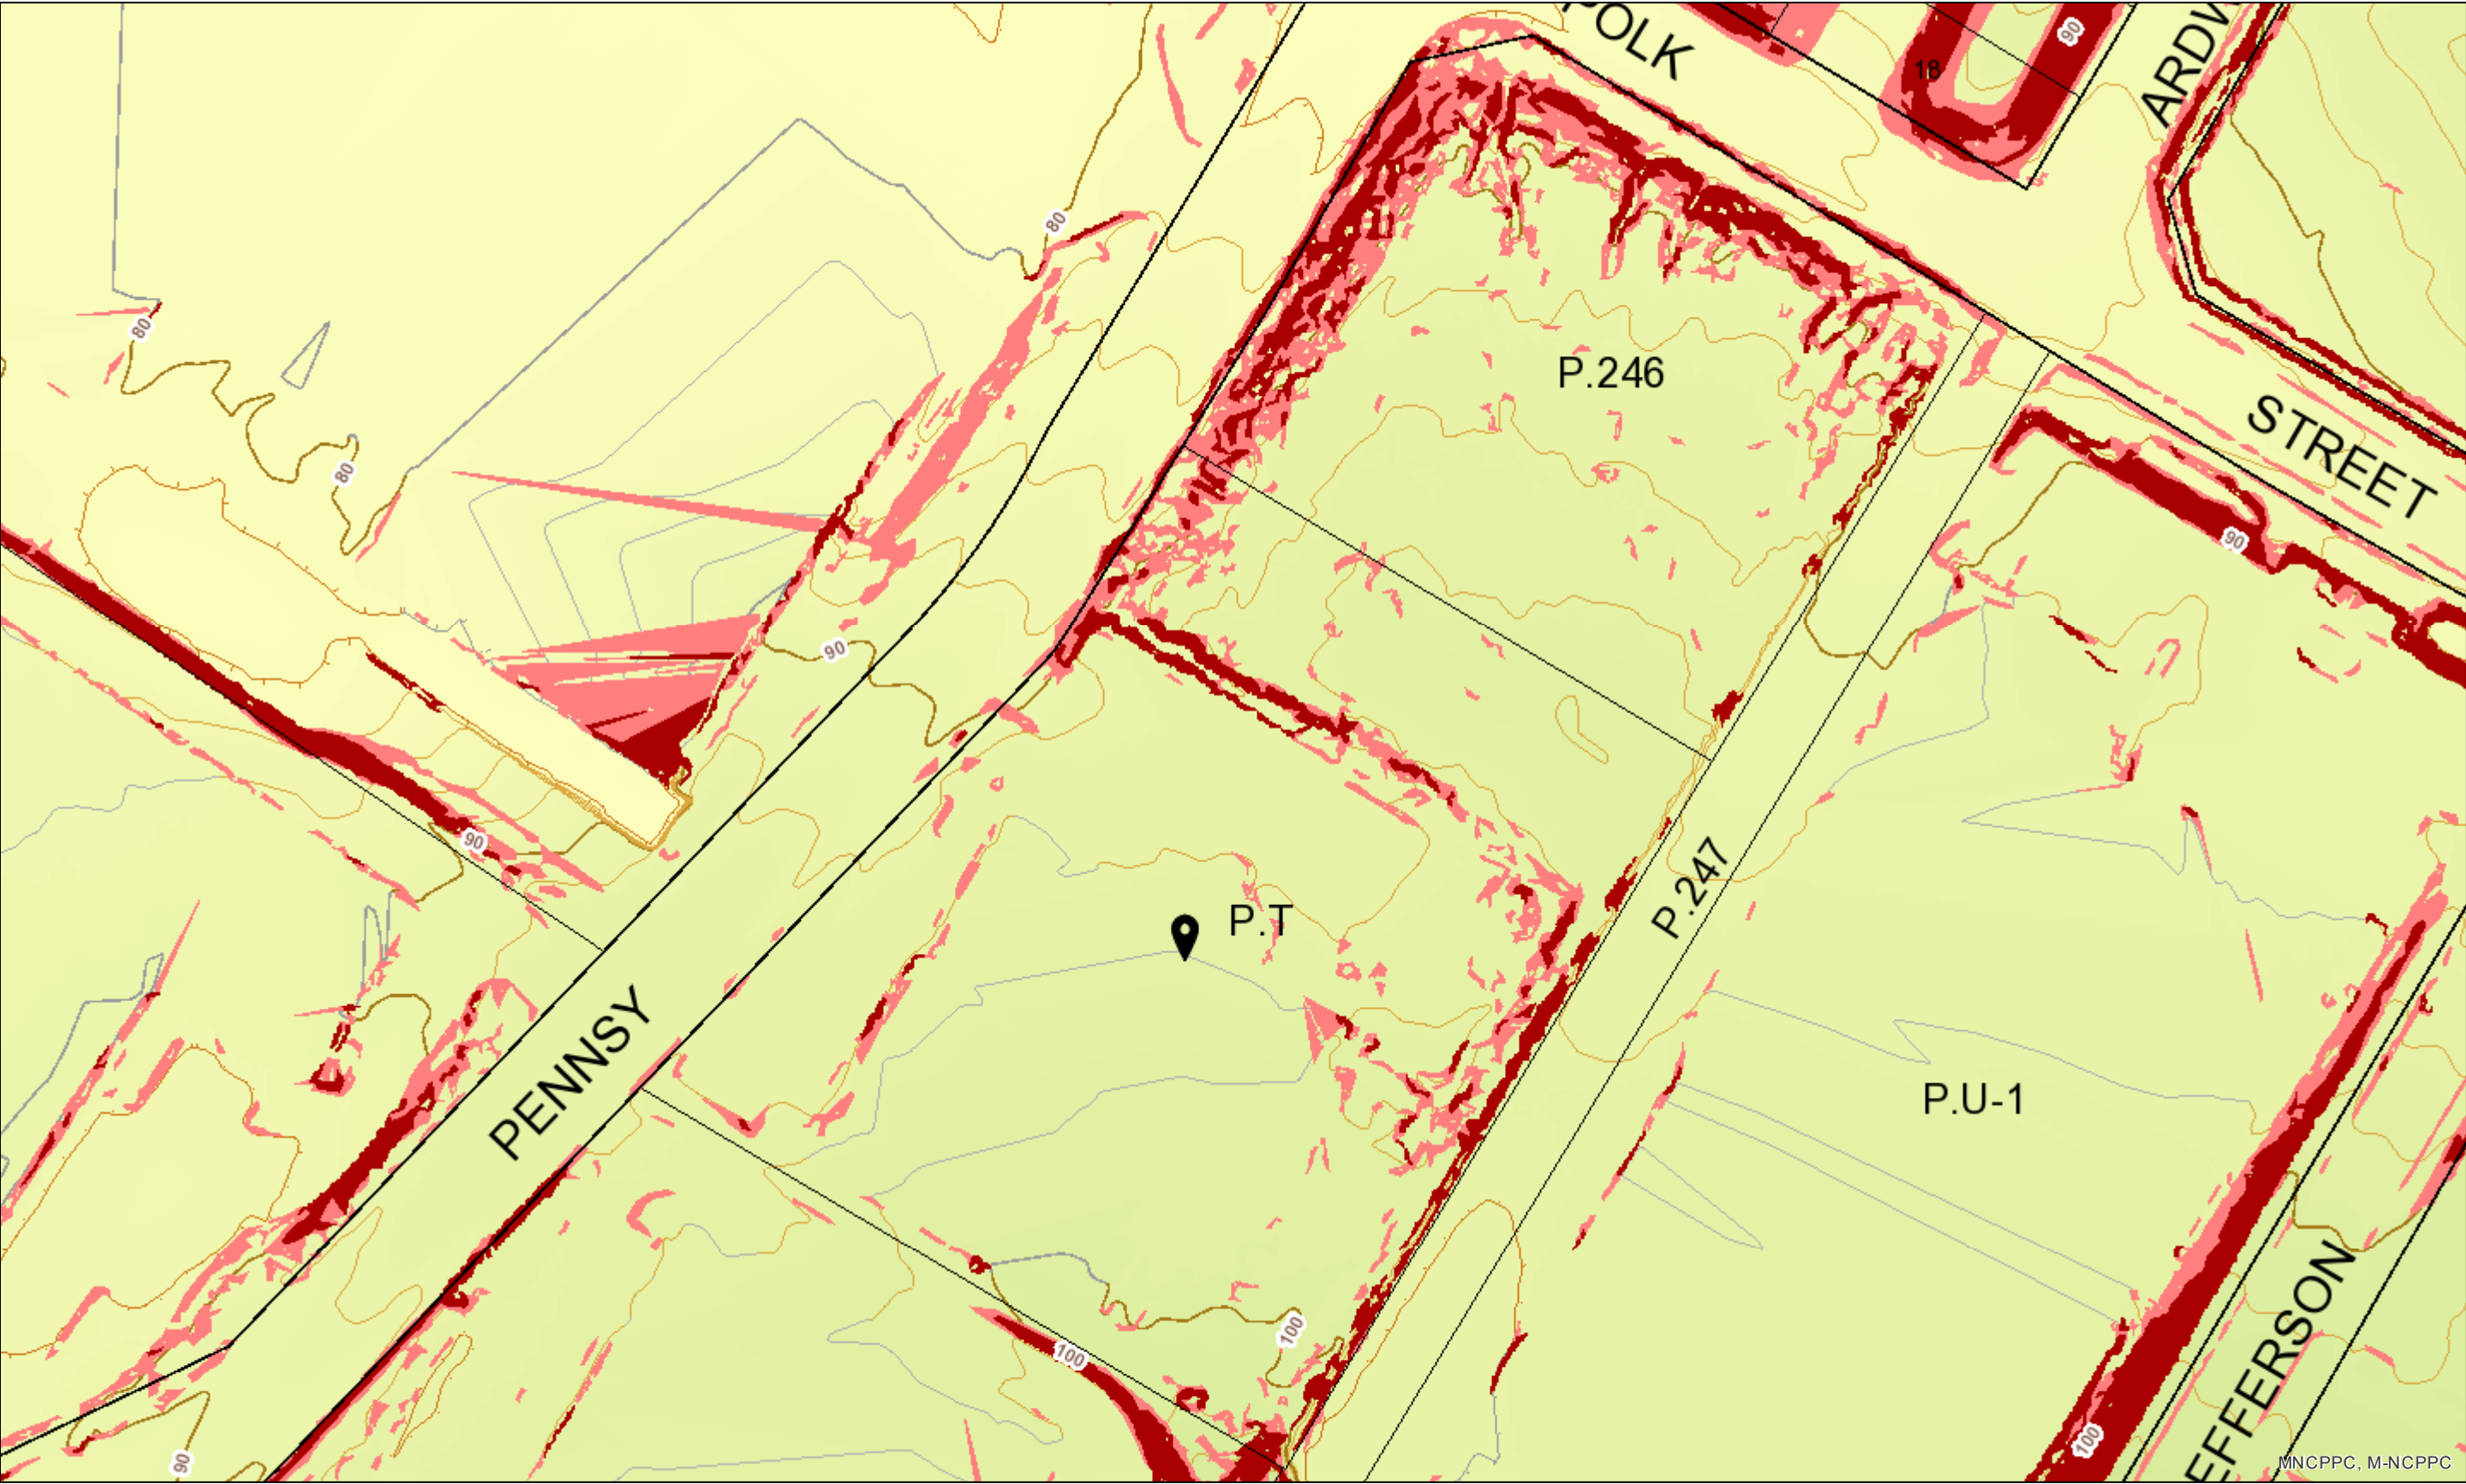 POLK
18
90
ARDW
80
80
80
P.246
STREET
90
90
90
P.T
P.247
PENNSY
P.U-1
JEFFERSON
100
100
100
90
MNCPPC, M-NCPPC